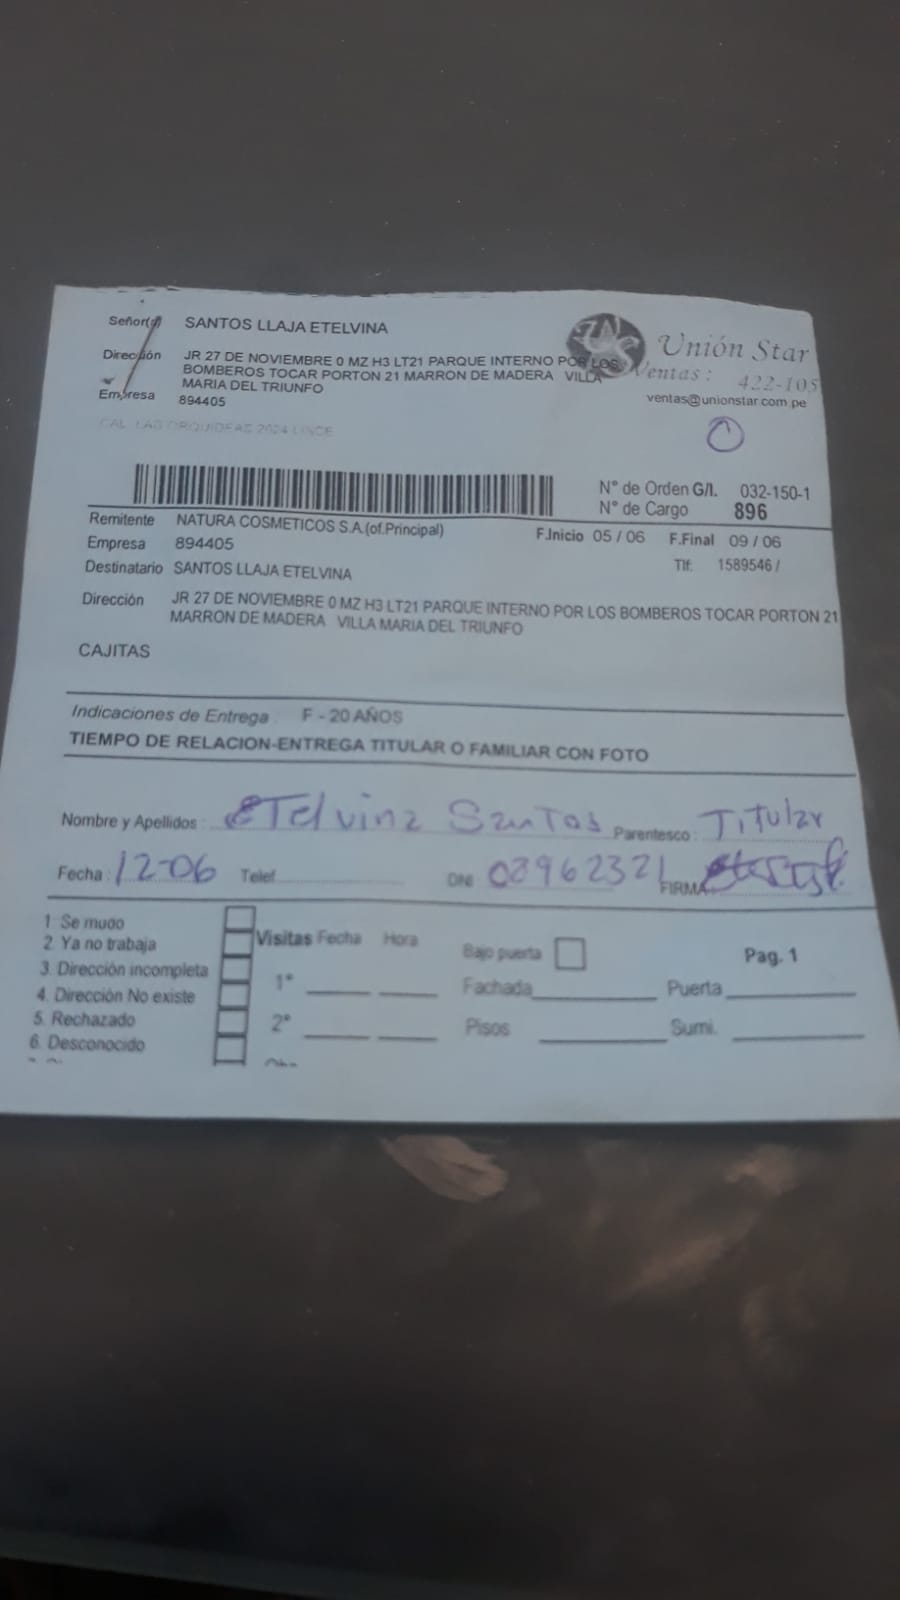 Señor(s) SANTOS LLAJA ETELVINA
Dirección JR 27 DE NOVIEMBRE 0 MZ H3 LT21 PARQUE INTERNO POR LOS
BOMBEROS TOCAR PORTON 21 MARRON DE MADERA VILLA
MARIA DEL TRIUNFO
Empresa 894405
CAL. LAS ORQUIDEAS 2024 LINCE
Unión Star
Ventas: 422-105
ventas@unionstar.com.pe
N° de Orden G/I. 032-150-1
N° de Cargo 896
Remitente NATURA COSMETICOS S.A.(of.Principal)
F.Inicio 05 / 06 F.Final 09 / 06
Empresa 894405
Tlf: 1589546 /
Destinatario SANTOS LLAJA ETELVINA
Dirección JR 27 DE NOVIEMBRE 0 MZ H3 LT21 PARQUE INTERNO POR LOS BOMBEROS TOCAR PORTON 21
MARRON DE MADERA VILLA MARIA DEL TRIUNFO
CAJITAS
Indicaciones de Entrega F - 20 AÑOS
TIEMPO DE RELACION-ENTREGA TITULAR O FAMILIAR CON FOTO
Nombre y Apellidos : ETelvina Santos Parentesco : Titular
Fecha : 12-06 Telef. DNI 08962321 FIRMA
1. Se mudo
2. Ya no trabaja
3. Dirección incompleta
4. Dirección No existe
5. Rechazado
6. Desconocido
Visitas Fecha Hora
1°
2°
Bajo puerta
Pag. 1
Fachada Puerta
Pisos Sumi.